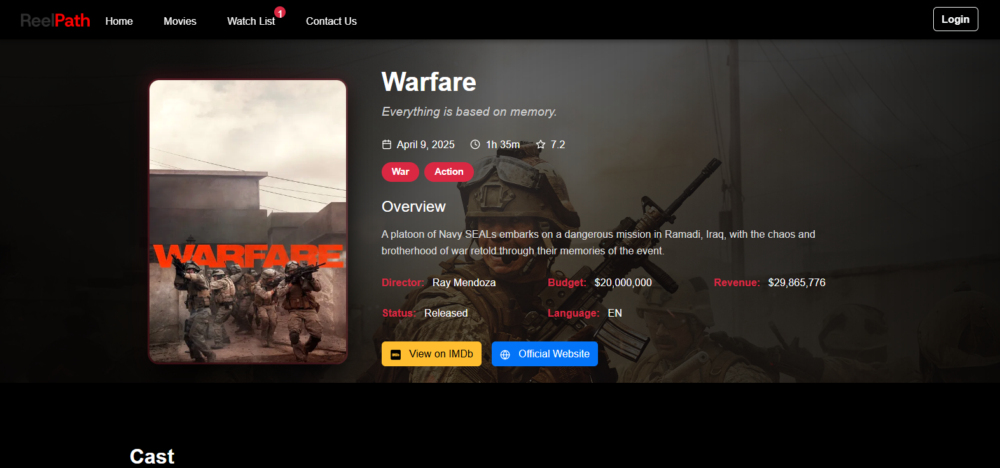 ReelPath Home Movies Watch List 1 Contact Us Login
Warfare
Everything is based on memory.
April 9, 2025 1h 35m 7.2
War Action
Overview
A platoon of Navy SEALs embarks on a dangerous mission in Ramadi, Iraq, with the chaos and
brotherhood of war retold through their memories of the event.
WARFARE
Director: Ray Mendoza Budget: $20,000,000 Revenue: $29,865,776
Status: Released Language: EN
IMDb View on IMDb Official Website
Cast